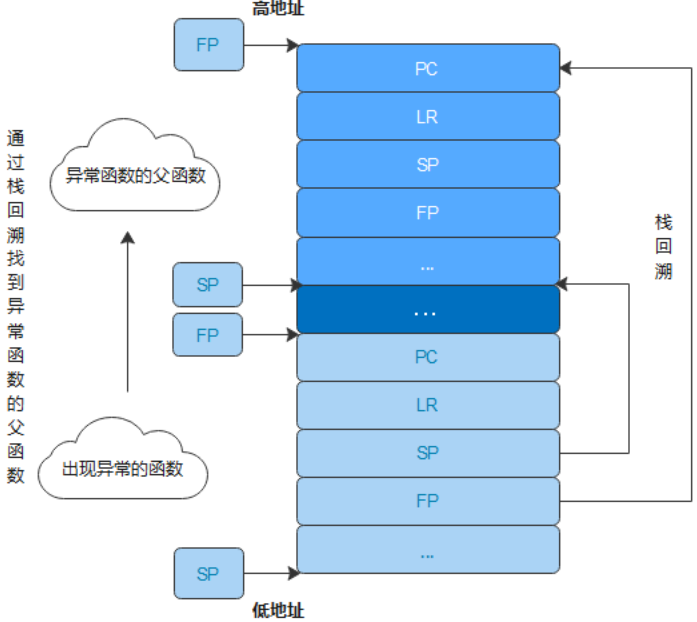 高地址
FP
PC
LR
SP
FP
...
...
SP
FP
PC
LR
SP
FP
...
SP
低地址
通过栈回溯找到异常函数的父函数
异常函数的父函数
出现异常的函数
栈回溯